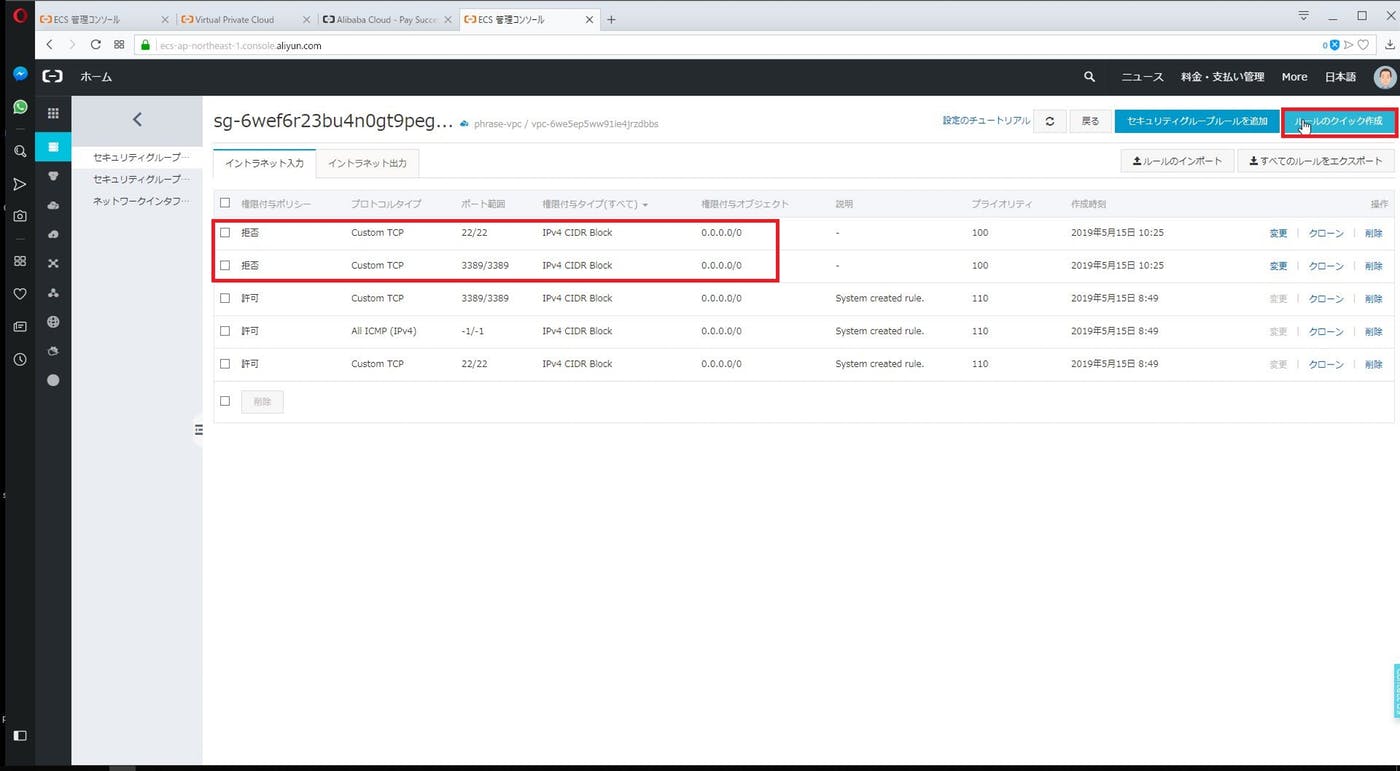 ECS 管理コンソール
Virtual Private Cloud
Alibaba Cloud - Pay Succe
ECS 管理コンソール
ecs-ap-northeast-1.console.aliyun.com
0
ホーム
ニュース 料金・支払い管理 More 日本語
sg-6wef6r23bu4n0gt9peg... phrase-vpc / vpc-6we5ep5ww91ie4jrzdbbs
設定のチュートリアル 戻る セキュリティグループルールを追加 ルールのクイック作成
セキュリティグループ…
セキュリティグループ…
ネットワークインタフ…
イントラネット入力 イントラネット出力
ルールのインポート すべてのルールをエクスポート
権限付与ポリシー プロトコルタイプ ポート範囲 権限付与タイプ(すべて) 権限付与オブジェクト 説明 プライオリティ 作成時刻 操作
拒否 Custom TCP 22/22 IPv4 CIDR Block 0.0.0.0/0 - 100 2019年5月15日 10:25 変更 クローン 削除
拒否 Custom TCP 3389/3389 IPv4 CIDR Block 0.0.0.0/0 - 100 2019年5月15日 10:25 変更 クローン 削除
許可 Custom TCP 3389/3389 IPv4 CIDR Block 0.0.0.0/0 System created rule. 110 2019年5月15日 8:49 変更 クローン 削除
許可 All ICMP (IPv4) -1/-1 IPv4 CIDR Block 0.0.0.0/0 System created rule. 110 2019年5月15日 8:49 変更 クローン 削除
許可 Custom TCP 22/22 IPv4 CIDR Block 0.0.0.0/0 System created rule. 110 2019年5月15日 8:49 変更 クローン 削除
削除